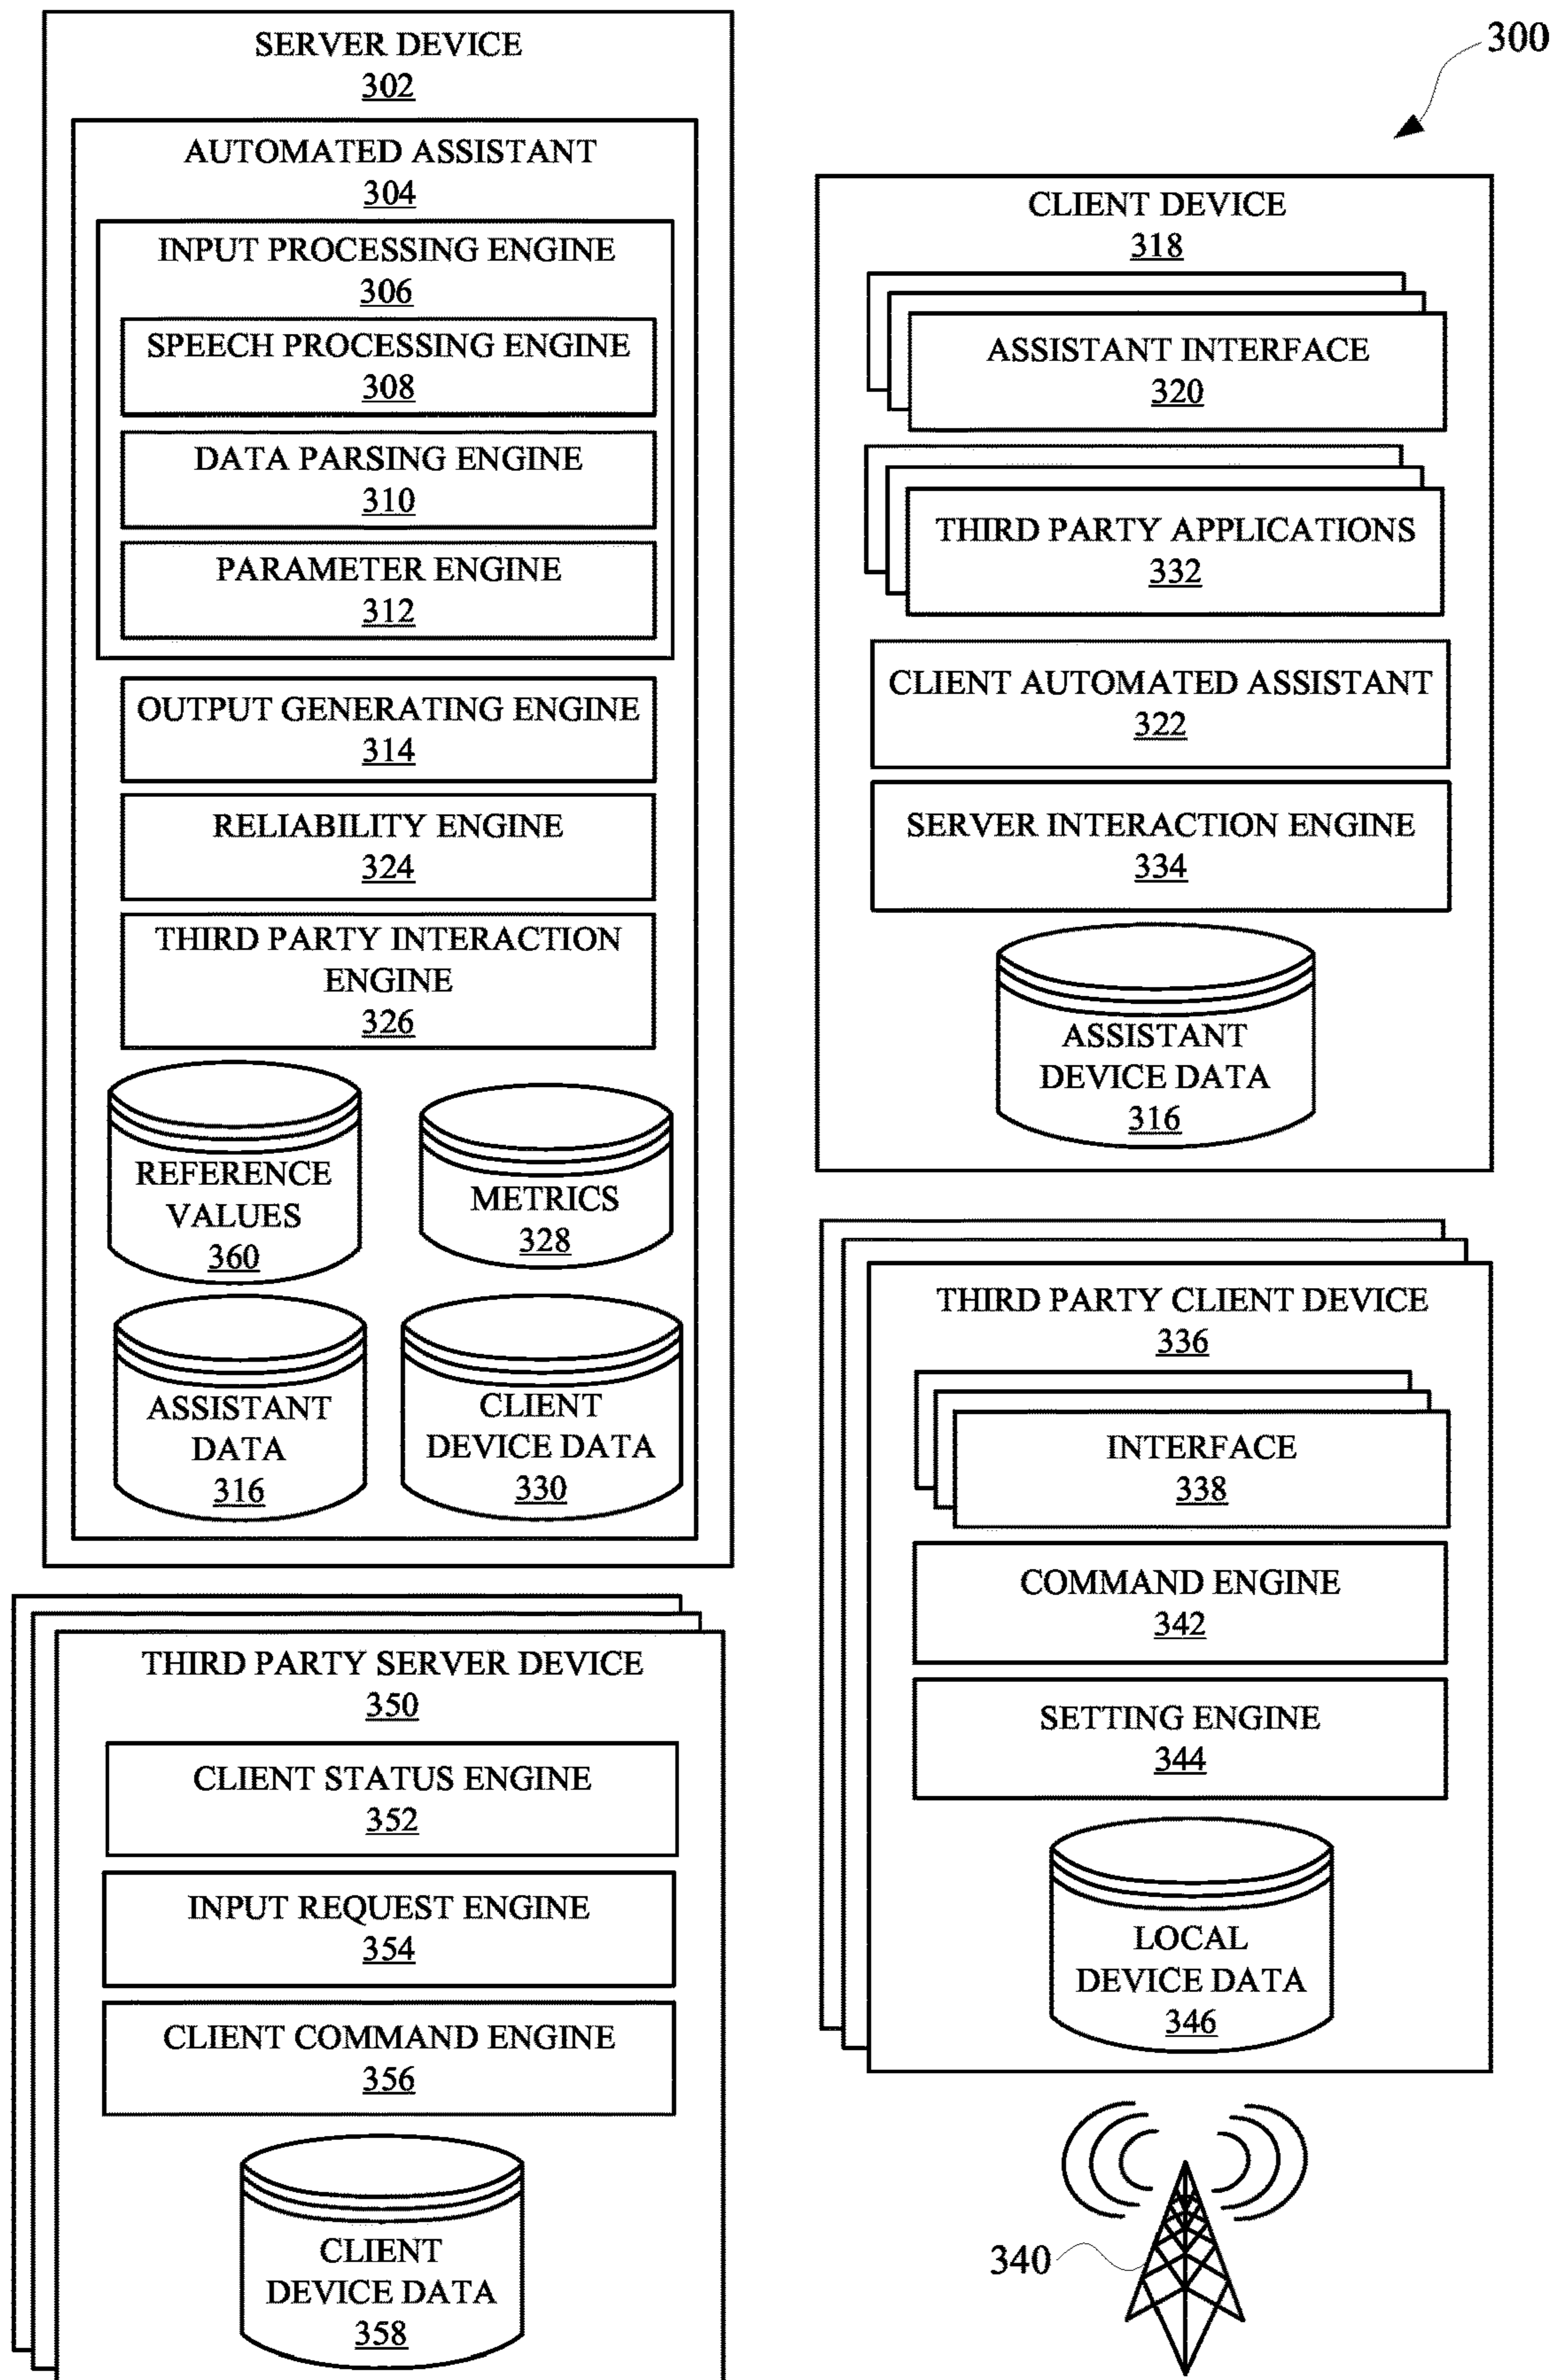 SERVER DEVICE
302
AUTOMATED ASSISTANT
304
INPUT PROCESSING ENGINE
306
SPEECH PROCESSING ENGINE
308
DATA PARSING ENGINE
310
PARAMETER ENGINE
312
OUTPUT GENERATING ENGINE
314
RELIABILITY ENGINE
324
THIRD PARTY INTERACTION
ENGINE
326
REFERENCE
VALUES
360
METRICS
328
ASSISTANT
DATA
316
CLIENT
DEVICE DATA
330
THIRD PARTY SERVER DEVICE
350
CLIENT STATUS ENGINE
352
INPUT REQUEST ENGINE
354
CLIENT COMMAND ENGINE
356
CLIENT
DEVICE DATA
358
300
CLIENT DEVICE
318
ASSISTANT INTERFACE
320
THIRD PARTY APPLICATIONS
332
CLIENT AUTOMATED ASSISTANT
322
SERVER INTERACTION ENGINE
334
ASSISTANT
DEVICE DATA
316
THIRD PARTY CLIENT DEVICE
336
INTERFACE
338
COMMAND ENGINE
342
SETTING ENGINE
344
LOCAL
DEVICE DATA
346
340